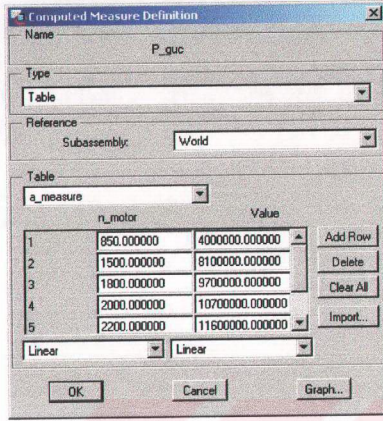 Computed Measure Definition
Name
P_guc
Type
Table
Reference
Subassembly: World
Table
a_measure
n_motor Value
1 850.000000 4000000.000000 Add Row
2 1500.000000 8100000.000000 Delete
3 1800.000000 9700000.000000 Clear All
4 2000.000000 10700000.000000 Import...
5 2200.000000 11600000.000000
Linear Linear
OK Cancel Graph...